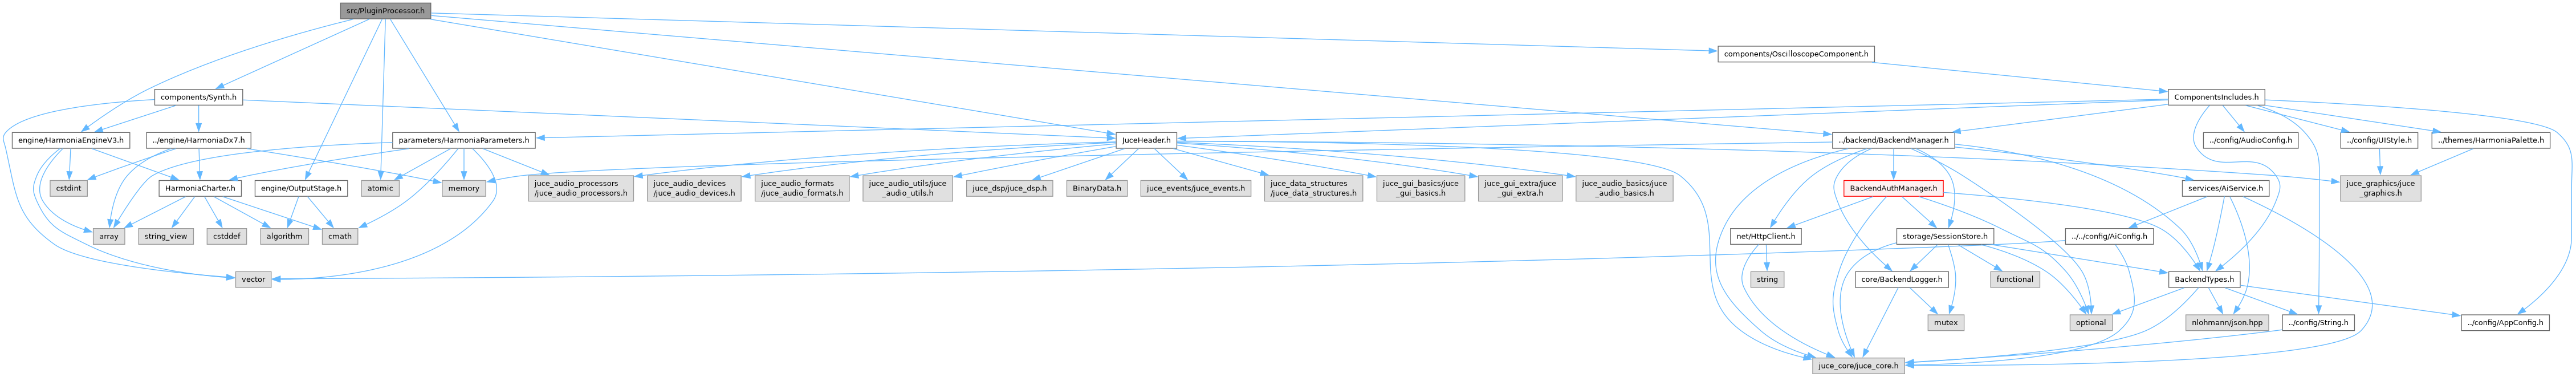 src/PluginProcessor.h
components/OscilloscopeComponent.h
components/Synth.h
ComponentsIncludes.h
engine/HarmoniaEngineV3.h
../engine/HarmoniaDx7.h
parameters/HarmoniaParameters.h
JuceHeader.h
../backend/BackendManager.h
../config/AudioConfig.h
../config/UIStyle.h
../themes/HarmoniaPalette.h
cstdint
HarmoniaCharter.h
engine/OutputStage.h
atomic
memory
juce_audio_processors
/juce_audio_processors.h
juce_audio_devices
/juce_audio_devices.h
juce_audio_formats
/juce_audio_formats.h
juce_audio_utils/juce
_audio_utils.h
juce_dsp/juce_dsp.h
BinaryData.h
juce_events/juce_events.h
juce_data_structures
/juce_data_structures.h
juce_gui_basics/juce
_gui_basics.h
juce_gui_extra/juce
_gui_extra.h
juce_audio_basics/juce
_audio_basics.h
BackendAuthManager.h
services/AiService.h
juce_graphics/juce
_graphics.h
array
string_view
cstddef
algorithm
cmath
net/HttpClient.h
storage/SessionStore.h
../../config/AiConfig.h
vector
string
core/BackendLogger.h
functional
BackendTypes.h
mutex
optional
nlohmann/json.hpp
../config/String.h
../config/AppConfig.h
juce_core/juce_core.h